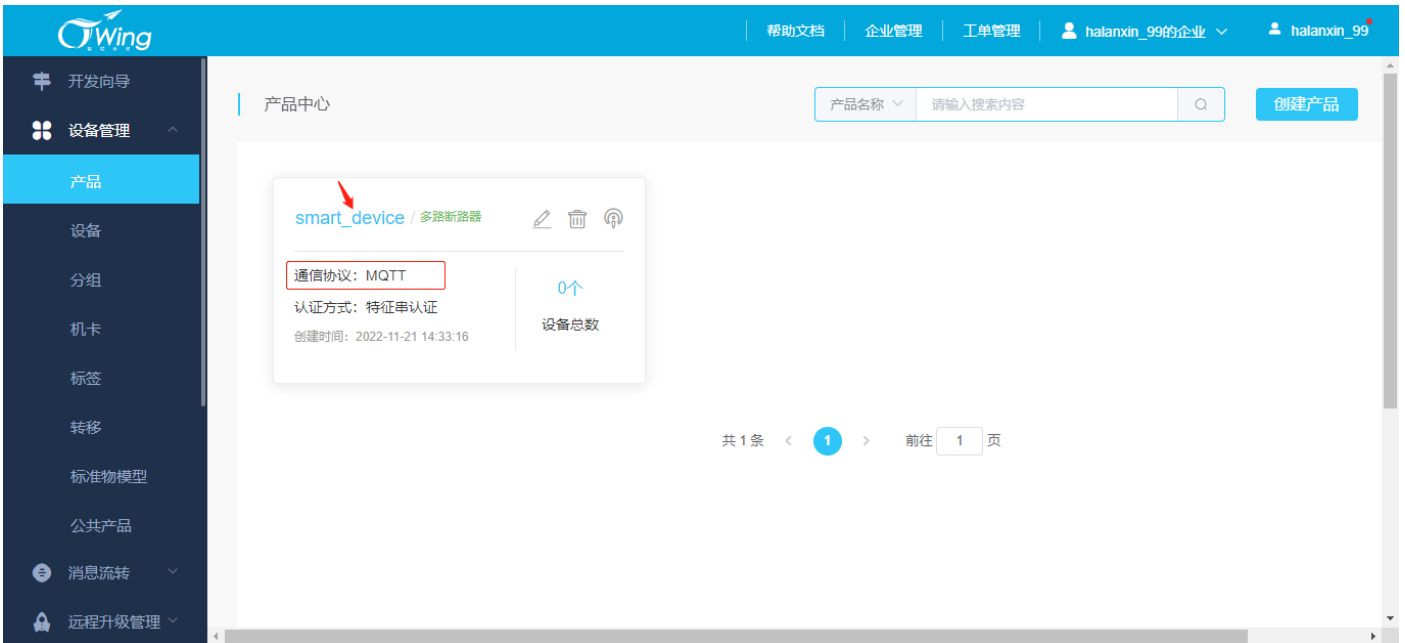 Wing
帮助文档
企业管理
工单管理
halanxin_99的企业
halanxin_99
开发向导
设备管理
产品
设备
分组
机卡
标签
转移
标准物模型
公共产品
消息流转
远程升级管理
产品中心
产品名称
请输入搜索内容
创建产品
smart_device / 多路断路器
通信协议：MQTT
认证方式：特征串认证
创建时间：2022-11-21 14:33:16
0个
设备总数
共 1 条 < 1 > 前往 1 页